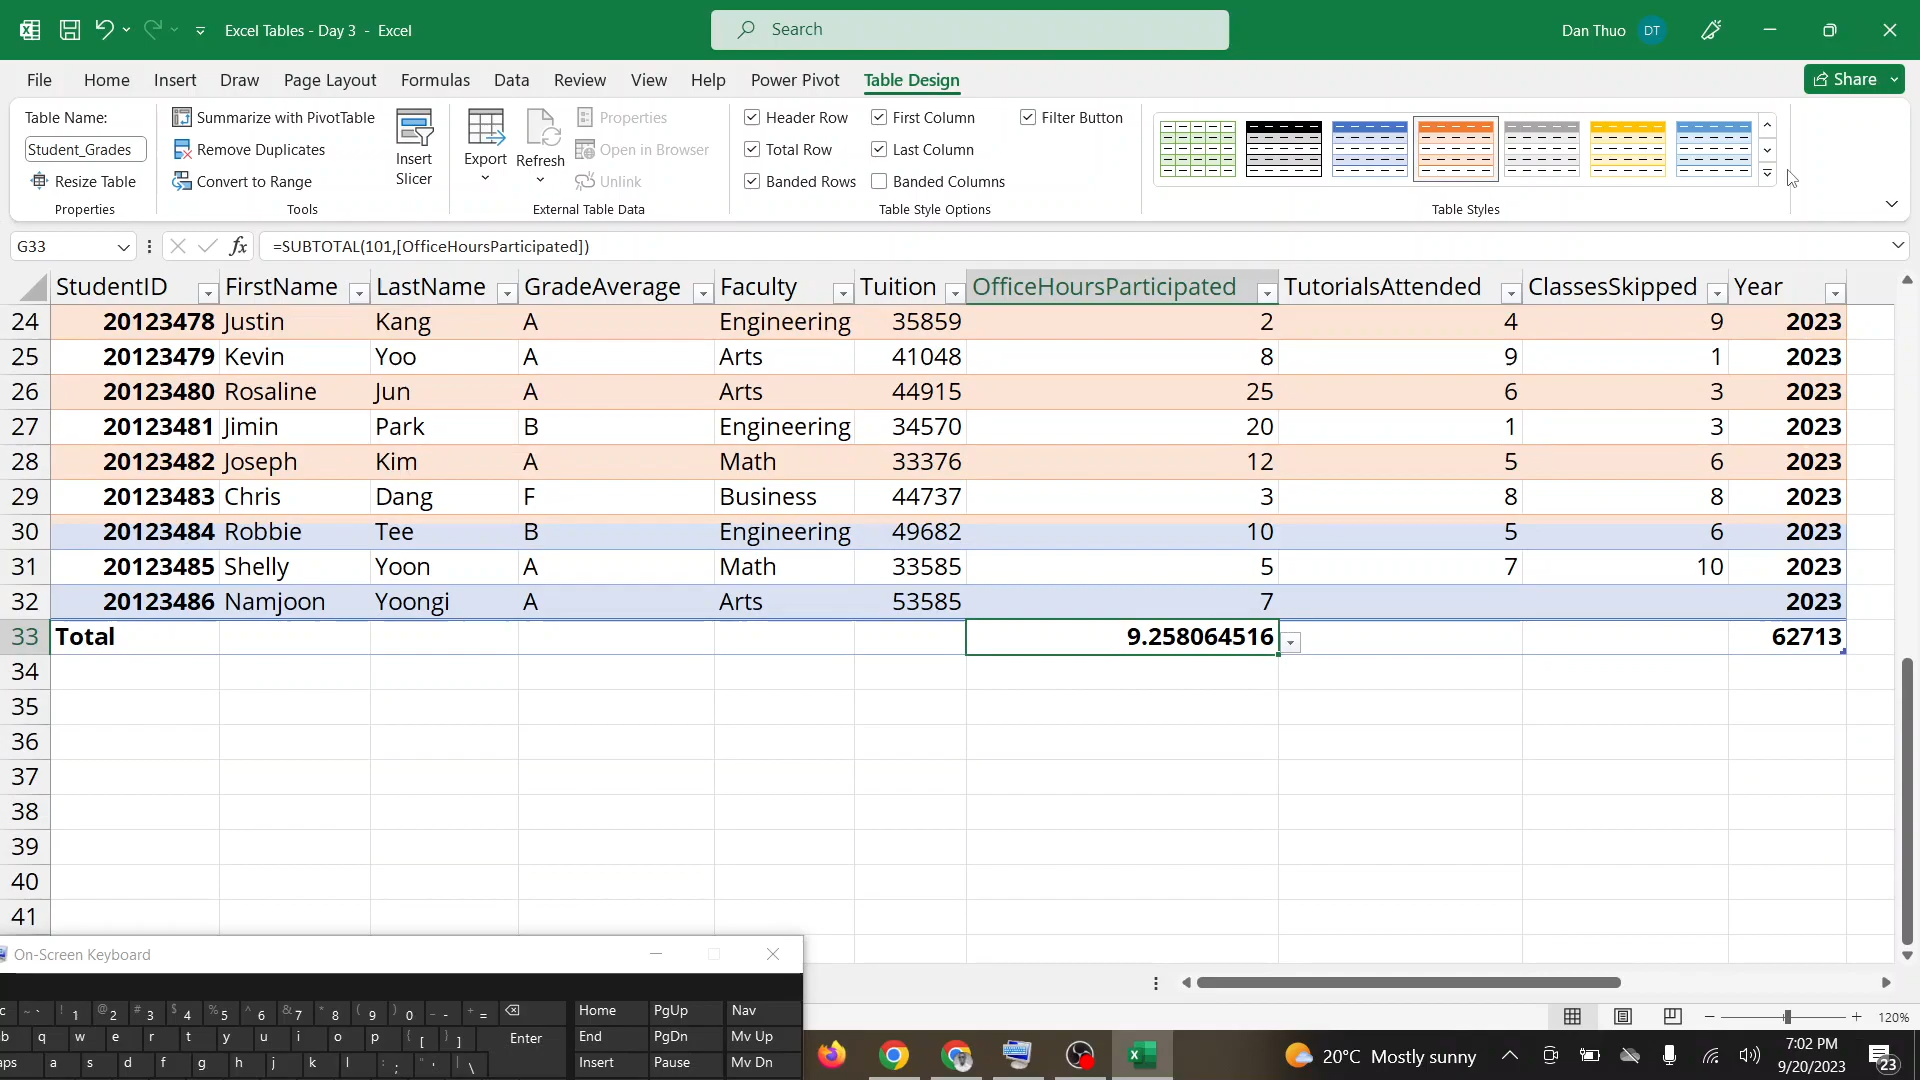 Excel Tables - Day 3 - Excel
Search
Dan Thuo DT
File Home Insert Draw Page Layout Formulas Data Review View Help Power Pivot Table Design
Share
Table Name:
Student_Grades
Resize Table
Properties
Summarize with PivotTable
Remove Duplicates
Convert to Range
Tools
Insert
Slicer
Export Refresh
Properties
Open in Browser
Unlink
External Table Data
Header Row First Column Filter Button
Total Row Last Column
Banded Rows Banded Columns
Table Style Options
Table Styles
G33 fx =SUBTOTAL(101,[OfficeHoursParticipated])
StudentID FirstName LastName GradeAverage Faculty Tuition OfficeHoursParticipated TutorialsAttended ClassesSkipped Year
24 20123478 Justin Kang A Engineering 35859 2 4 9 2023
25 20123479 Kevin Yoo A Arts 41048 8 9 1 2023
26 20123480 Rosaline Jun A Arts 44915 25 6 3 2023
27 20123481 Jimin Park B Engineering 34570 20 1 3 2023
28 20123482 Joseph Kim A Math 33376 12 5 6 2023
29 20123483 Chris Dang F Business 44737 3 8 8 2023
30 20123484 Robbie Tee B Engineering 49682 10 5 6 2023
31 20123485 Shelly Yoon A Math 33585 5 7 10 2023
32 20123486 Namjoon Yoongi A Arts 53585 7 2023
33 Total 9.258064516 62713
34
35
36
37
38
39
40
41
On-Screen Keyboard
c ~ ` ! 1 @ 2 # 3 $ 4 % 5 ^ 6 & 7 * 8 ( 9 ) 0 _ - + = Home PgUp Nav
b q w e r t y u i o p { [ } ] Enter End PgDn Mv Up
aps a s d f g h j k l : ; " ' | \ Insert Pause Mv Dn
120%
20°C Mostly sunny
7:02 PM
9/20/2023
23